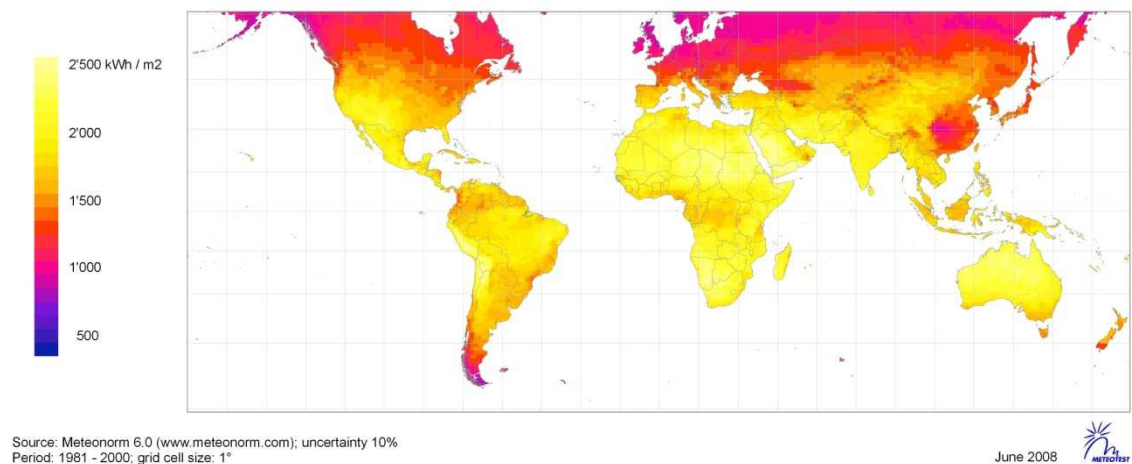 2'500 kWh / m2
2'000
1'500
1'000
500
Source: Meteonorm 6.0 (www.meteonorm.com); uncertainty 10%
Period: 1981 - 2000; grid cell size: 1°
June 2008
METEOTEST